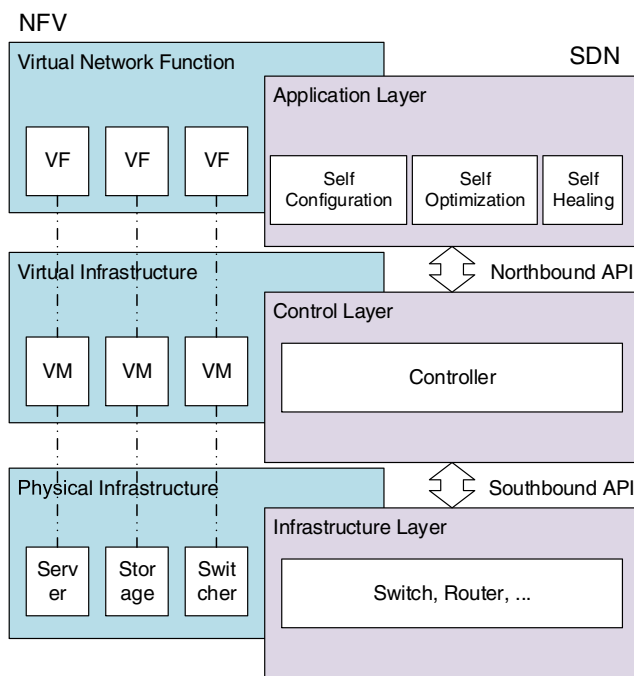 NFV
SDN
Virtual Network Function
VF
VF
VF
Application Layer
Self
Configuration
Self
Optimization
Self
Healing
Northbound API
Virtual Infrastructure
VM
VM
VM
Control Layer
Controller
Southbound API
Physical Infrastructure
Serv
er
Stor
age
Swit
cher
Infrastructure Layer
Switch, Router, ...